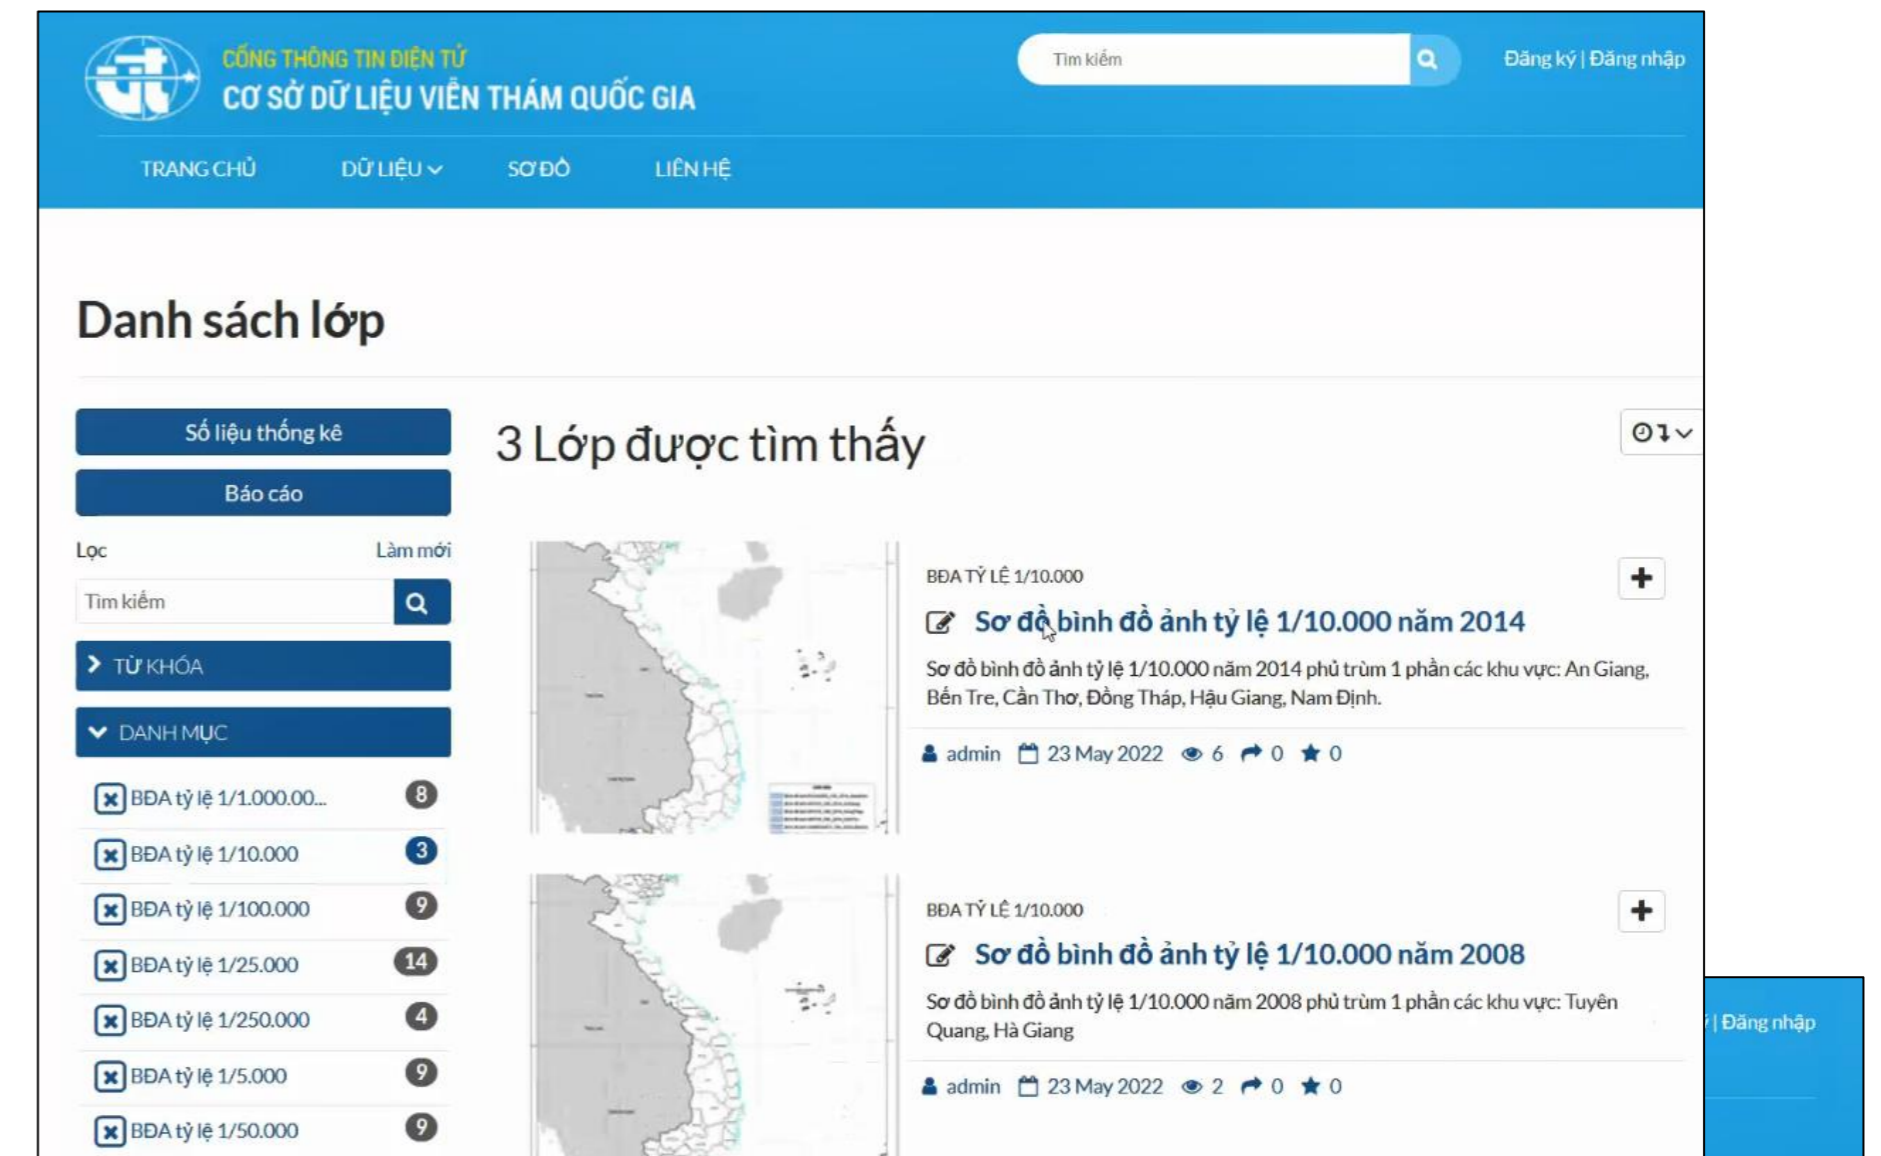 CỔNG THÔNG TIN ĐIỆN TỬ
CƠ SỞ DỮ LIỆU VIỄN THÁM QUỐC GIA
Tìm kiếm
Đăng ký | Đăng nhập
TRANG CHỦ
DỮ LIỆU
SƠ ĐỒ
LIÊN HỆ
Danh sách lớp
Số liệu thống kê
Báo cáo
Lọc
Làm mới
Tìm kiếm
TỪ KHÓA
DANH MỤC
BĐA tỷ lệ 1/1.000.00... 8
BĐA tỷ lệ 1/10.000 3
BĐA tỷ lệ 1/100.000 9
BĐA tỷ lệ 1/25.000 14
BĐA tỷ lệ 1/250.000 4
BĐA tỷ lệ 1/5.000 9
BĐA tỷ lệ 1/50.000 9
3 Lớp được tìm thấy
BĐA TỶ LỆ 1/10.000
Sơ đồ bình đồ ảnh tỷ lệ 1/10.000 năm 2014
Sơ đồ bình đồ ảnh tỷ lệ 1/10.000 năm 2014 phủ trùm 1 phần các khu vực: An Giang,
Bến Tre, Cần Thơ, Đồng Tháp, Hậu Giang, Nam Định.
admin 23 May 2022 6 0 0
BĐA TỶ LỆ 1/10.000
Sơ đồ bình đồ ảnh tỷ lệ 1/10.000 năm 2008
Sơ đồ bình đồ ảnh tỷ lệ 1/10.000 năm 2008 phủ trùm 1 phần các khu vực: Tuyên
Quang, Hà Giang
admin 23 May 2022 2 0 0
| Đăng nhập